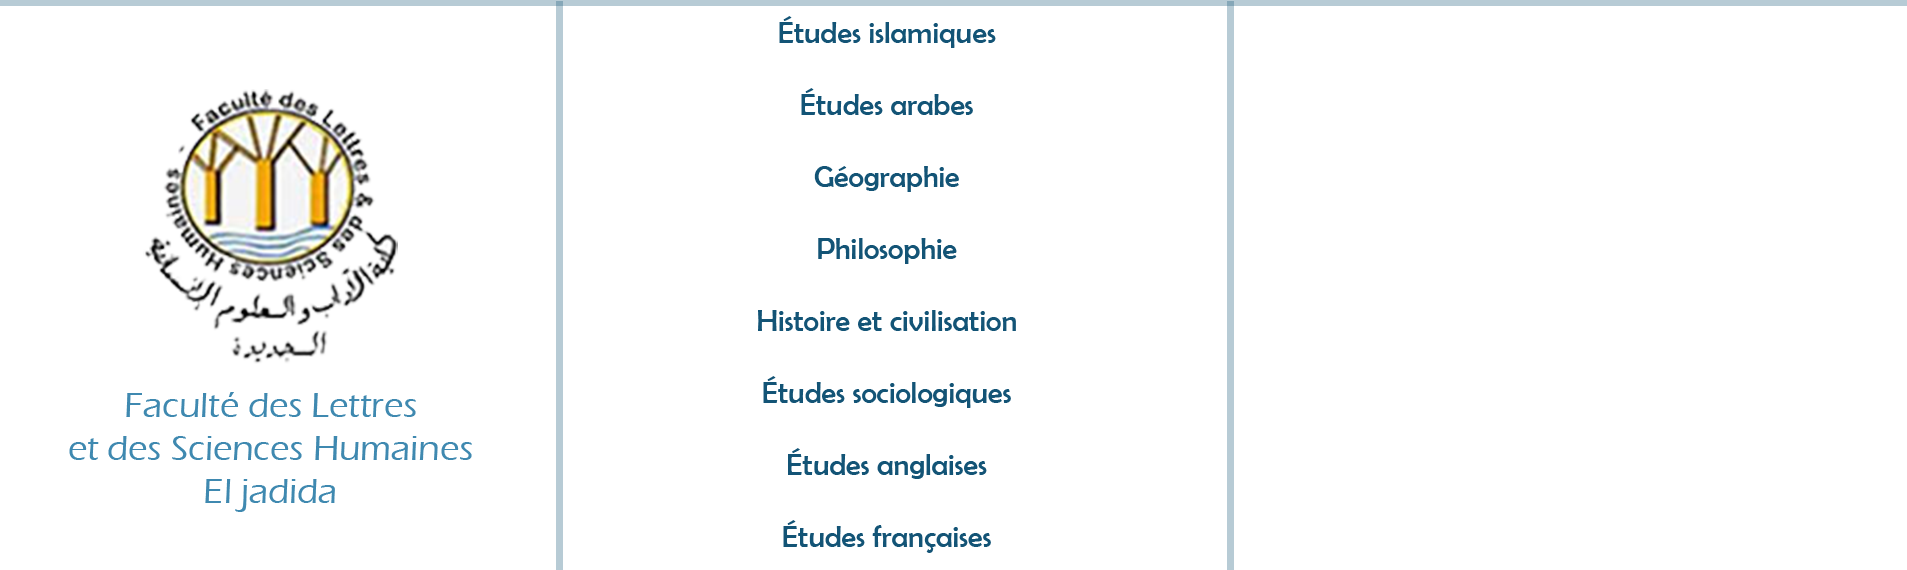 Faculté des Lettres & des Sciences Humaines
كلية الآداب والعلوم الإنسانية
الجديدة
Faculté des Lettres
et des Sciences Humaines
El jadida
Études islamiques
Études arabes
Géographie
Philosophie
Histoire et civilisation
Études sociologiques
Études anglaises
Études françaises